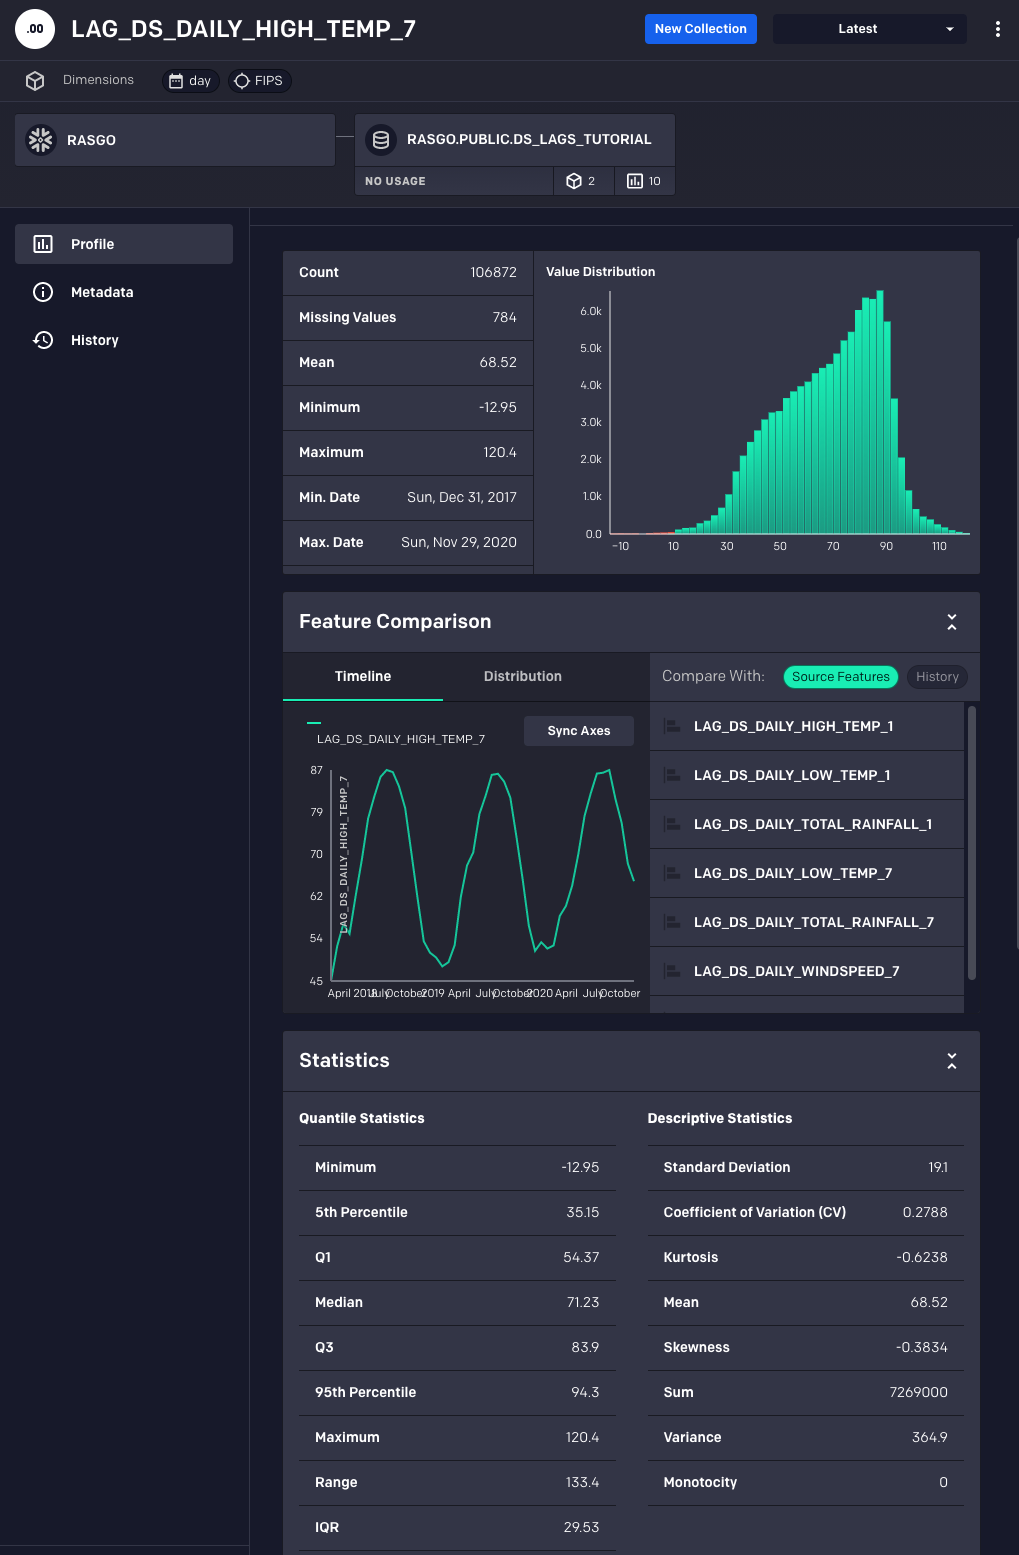 .00
LAG_DS_DAILY_HIGH_TEMP_7
New Collection
Latest
Dimensions
day
FIPS
RASGO
RASGO.PUBLIC.DS_LAGS_TUTORIAL
NO USAGE
2
10
Profile
Metadata
History
Count 106872
Missing Values 784
Mean 68.52
Minimum -12.95
Maximum 120.4
Min. Date Sun, Dec 31, 2017
Max. Date Sun, Nov 29, 2020
Value Distribution
6.0k
5.0k
4.0k
3.0k
2.0k
1.0k
0.0
−10 10 30 50 70 90 110
Feature Comparison
Timeline
Distribution
Compare With:
Source Features
History
LAG_DS_DAILY_HIGH_TEMP_7
Sync Axes
87
79
70
62
54
45
LAG_DS_DAILY_HIGH_TEMP_7
April 2018 July October 2019 April July October 2020 April July October
LAG_DS_DAILY_HIGH_TEMP_1
LAG_DS_DAILY_LOW_TEMP_1
LAG_DS_DAILY_TOTAL_RAINFALL_1
LAG_DS_DAILY_LOW_TEMP_7
LAG_DS_DAILY_TOTAL_RAINFALL_7
LAG_DS_DAILY_WINDSPEED_7
Statistics
Quantile Statistics
Minimum -12.95
5th Percentile 35.15
Q1 54.37
Median 71.23
Q3 83.9
95th Percentile 94.3
Maximum 120.4
Range 133.4
IQR 29.53
Descriptive Statistics
Standard Deviation 19.1
Coefficient of Variation (CV) 0.2788
Kurtosis -0.6238
Mean 68.52
Skewness -0.3834
Sum 7269000
Variance 364.9
Monotocity 0